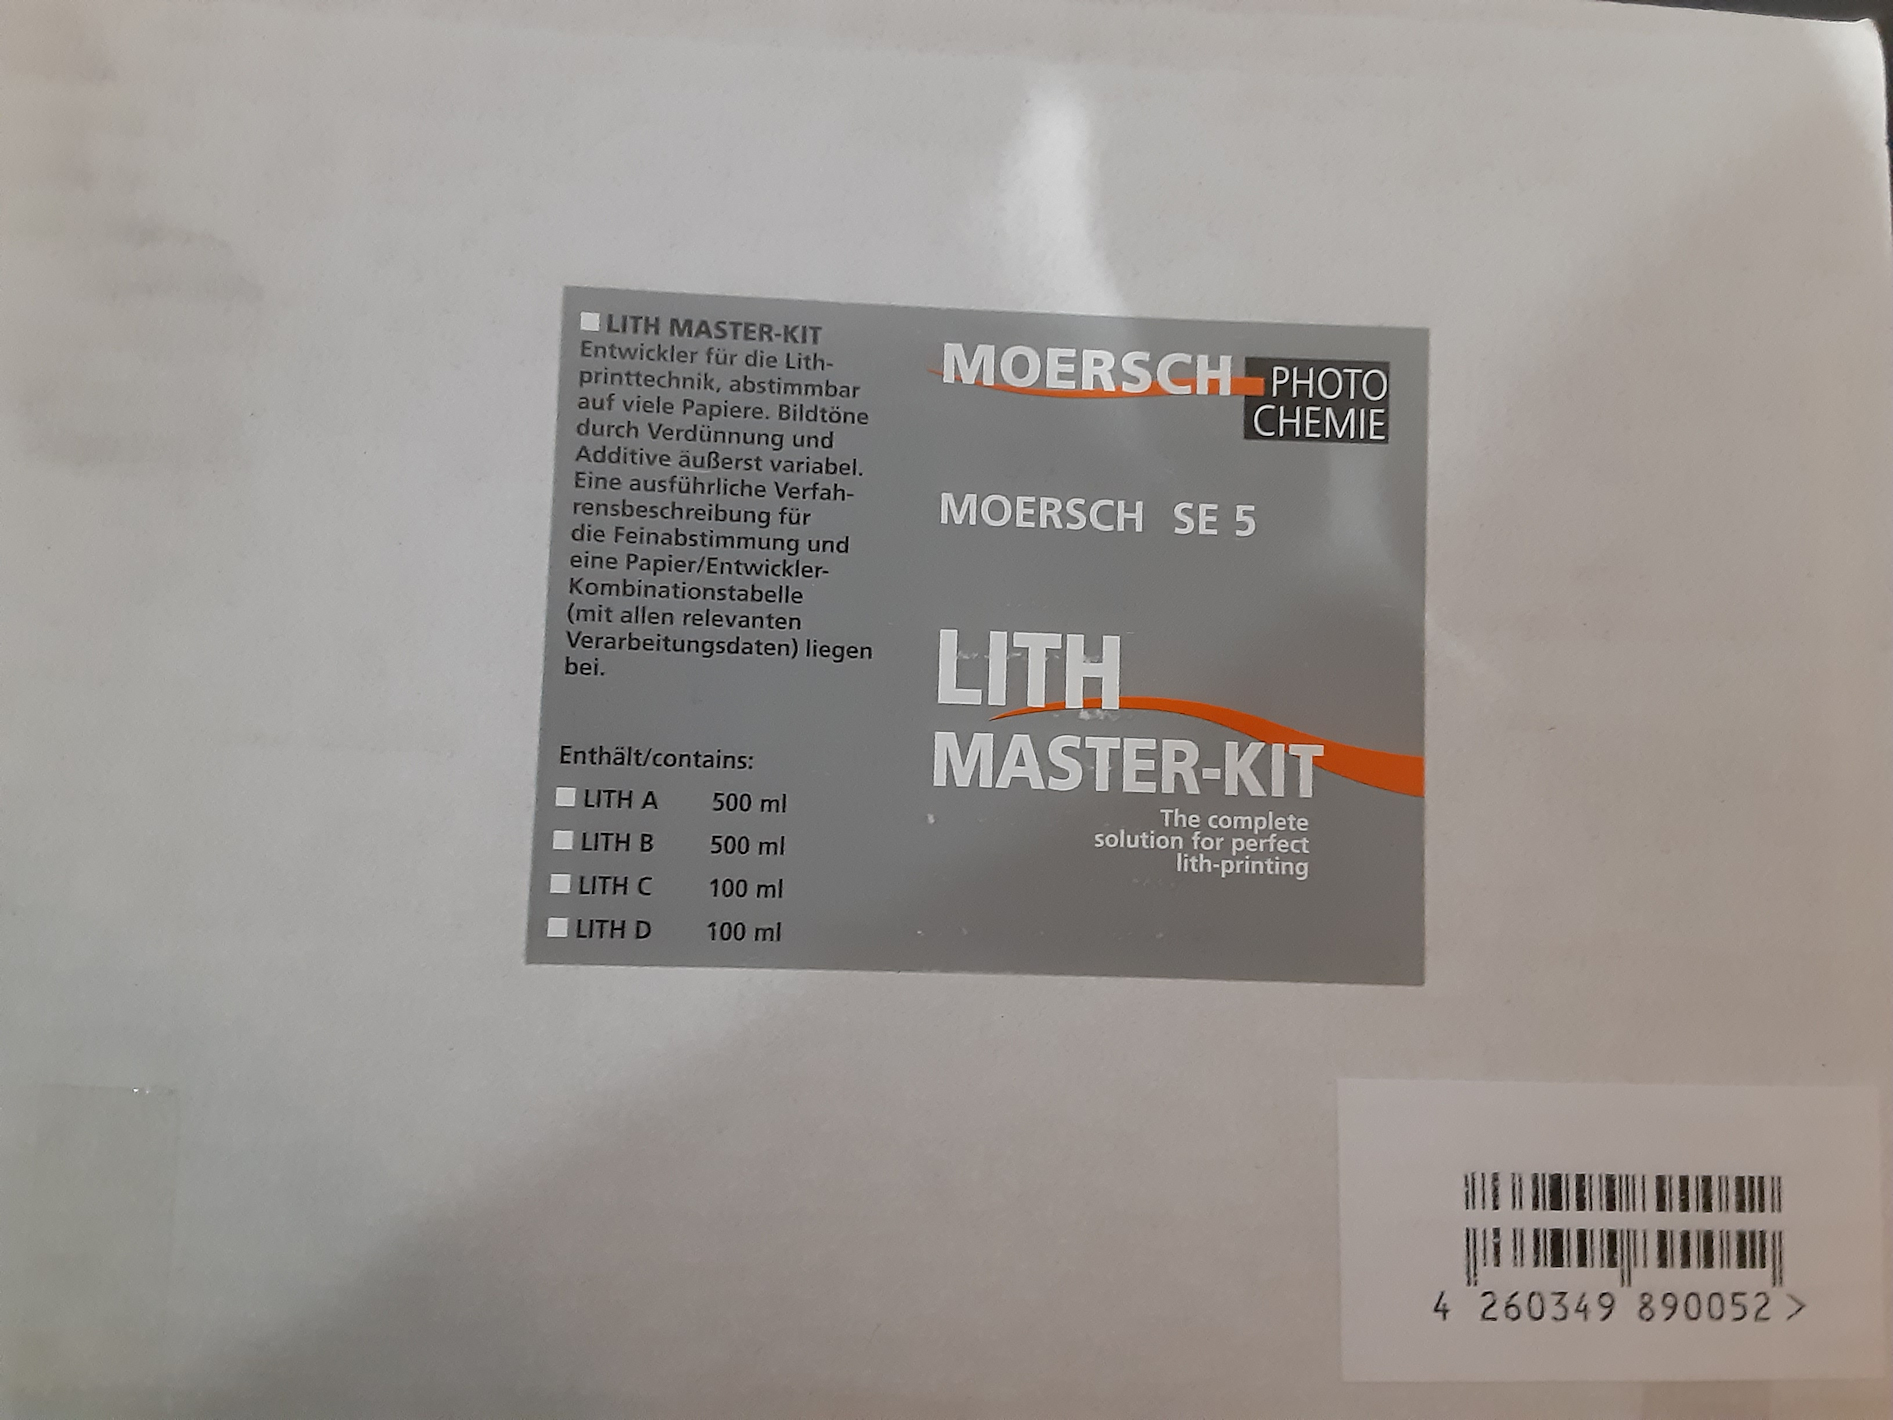 LITH MASTER-KIT
Entwickler für die Lith-
printtechnik, abstimmbar
auf viele Papiere. Bildtöne
durch Verdünnung und
Additive äußerst variabel.
Eine ausführliche Verfah-
rensbeschreibung für
die Feinabstimmung und
eine Papier/Entwickler-
Kombinationstabelle
(mit allen relevanten
Verarbeitungsdaten) liegen
bei.
Enthält/contains:
LITH A 500 ml
LITH B 500 ml
LITH C 100 ml
LITH D 100 ml
MOERSCH PHOTO
CHEMIE
MOERSCH SE 5
LITH
MASTER-KIT
The complete
solution for perfect
lith-printing
4 260349 890052 >